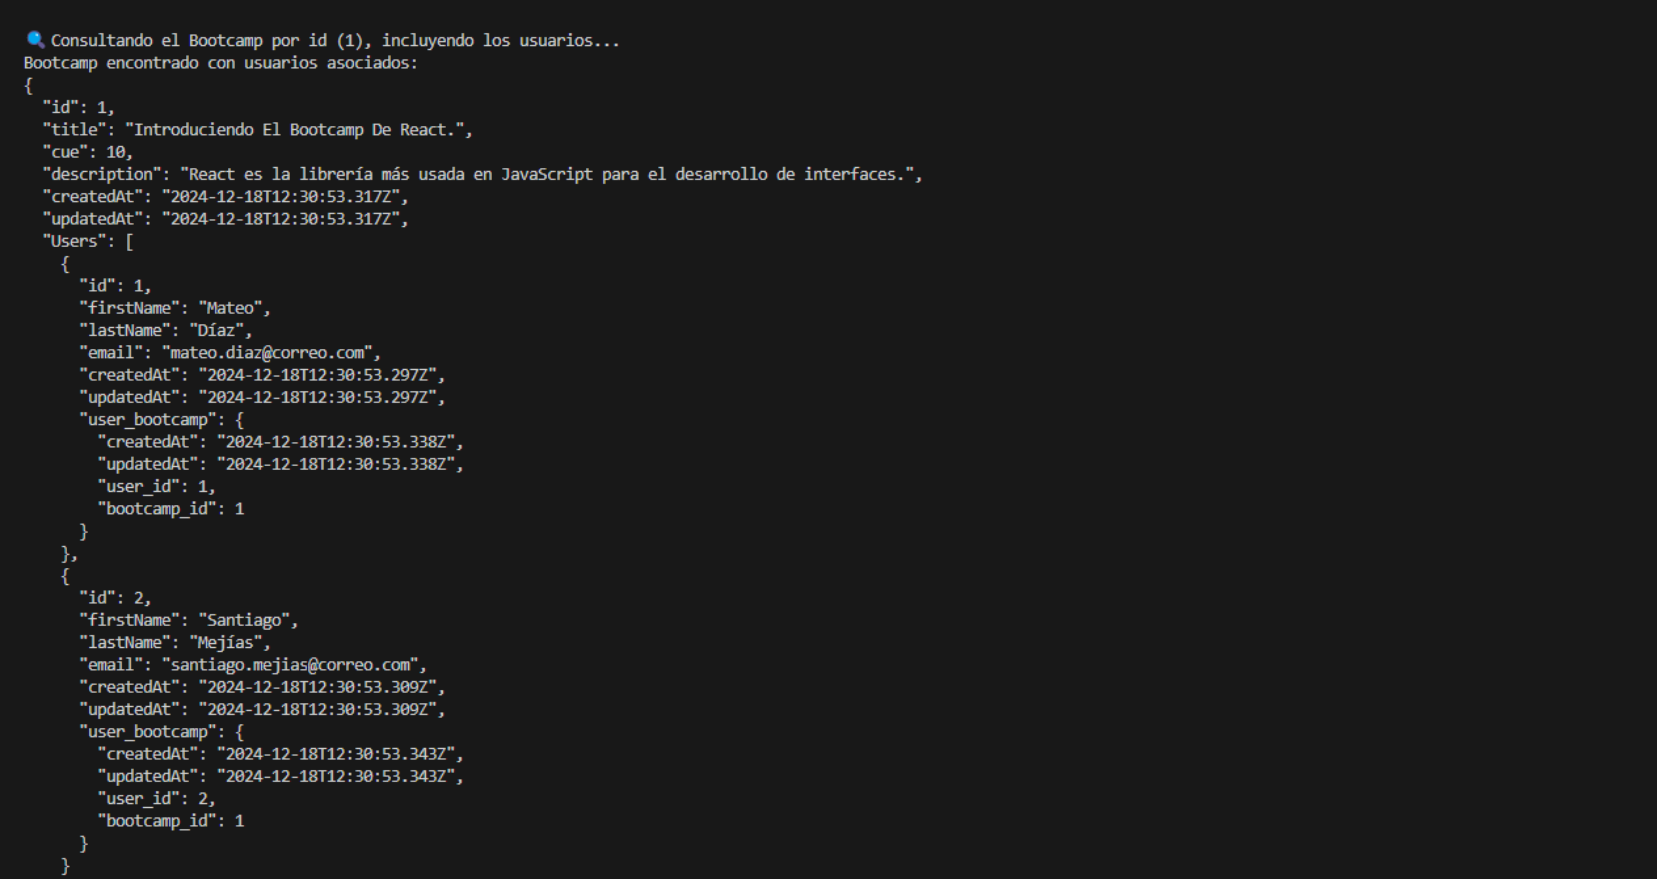 Consultando el Bootcamp por id (1), incluyendo los usuarios...
Bootcamp encontrado con usuarios asociados:
{
  "id": 1,
  "title": "Introduciendo El Bootcamp De React.",
  "cue": 10,
  "description": "React es la librería más usada en JavaScript para el desarrollo de interfaces.",
  "createdAt": "2024-12-18T12:30:53.317Z",
  "updatedAt": "2024-12-18T12:30:53.317Z",
  "Users": [
    {
      "id": 1,
      "firstName": "Mateo",
      "lastName": "Díaz",
      "email": "mateo.diaz@correo.com",
      "createdAt": "2024-12-18T12:30:53.297Z",
      "updatedAt": "2024-12-18T12:30:53.297Z",
      "user_bootcamp": {
        "createdAt": "2024-12-18T12:30:53.338Z",
        "updatedAt": "2024-12-18T12:30:53.338Z",
        "user_id": 1,
        "bootcamp_id": 1
      }
    },
    {
      "id": 2,
      "firstName": "Santiago",
      "lastName": "Mejías",
      "email": "santiago.mejias@correo.com",
      "createdAt": "2024-12-18T12:30:53.309Z",
      "updatedAt": "2024-12-18T12:30:53.309Z",
      "user_bootcamp": {
        "createdAt": "2024-12-18T12:30:53.343Z",
        "updatedAt": "2024-12-18T12:30:53.343Z",
        "user_id": 2,
        "bootcamp_id": 1
      }
    }